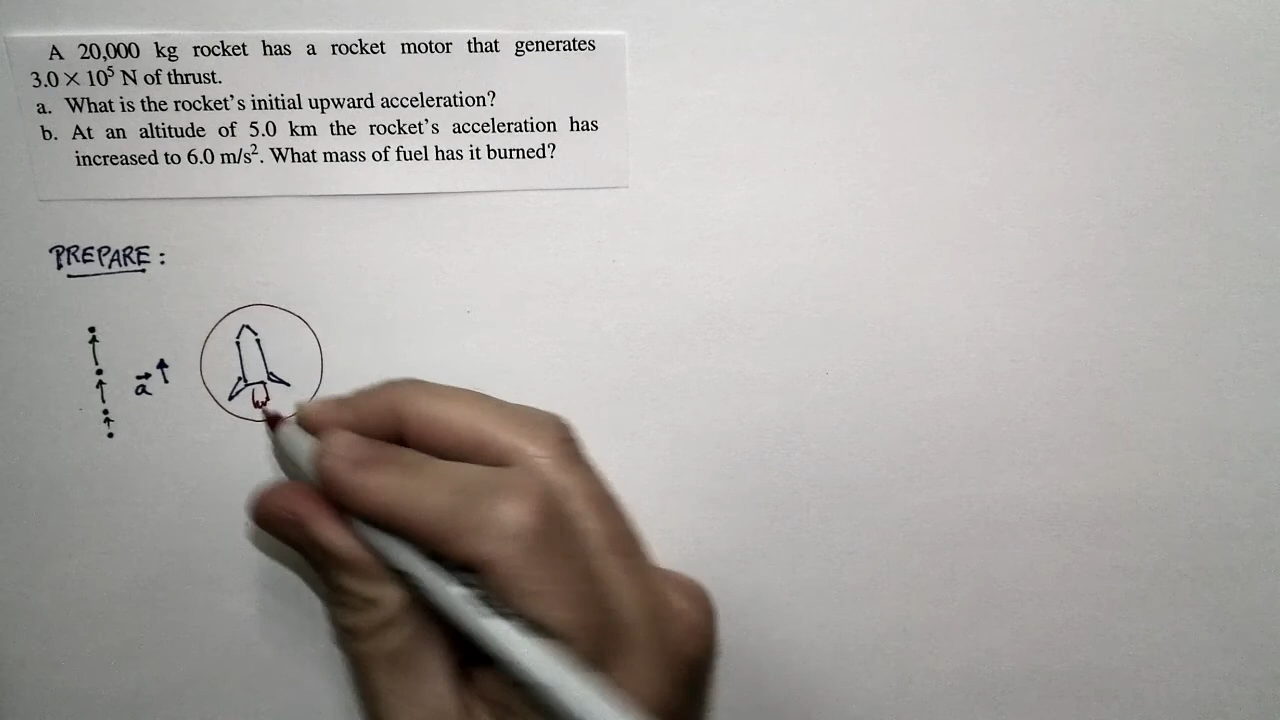 A 20,000 kg rocket has a rocket motor that generates
3.0 × 10⁵ N of thrust.
a. What is the rocket's initial upward acceleration?
b. At an altitude of 5.0 km the rocket's acceleration has
increased to 6.0 m/s². What mass of fuel has it burned?
PREPARE:
a⃗